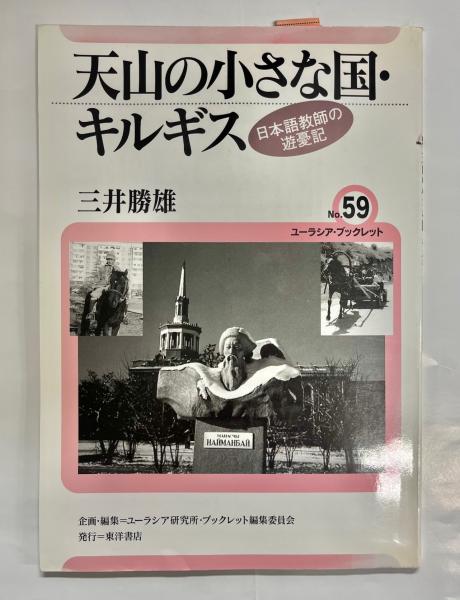 天山の小さな国・
キルギス
日本語教師の
遊憂記
三井勝雄
No.59
ユーラシア・ブックレット
НАЙМАНБАЙ
企画・編集=ユーラシア研究所・ブックレット編集委員会
発行=東洋書店